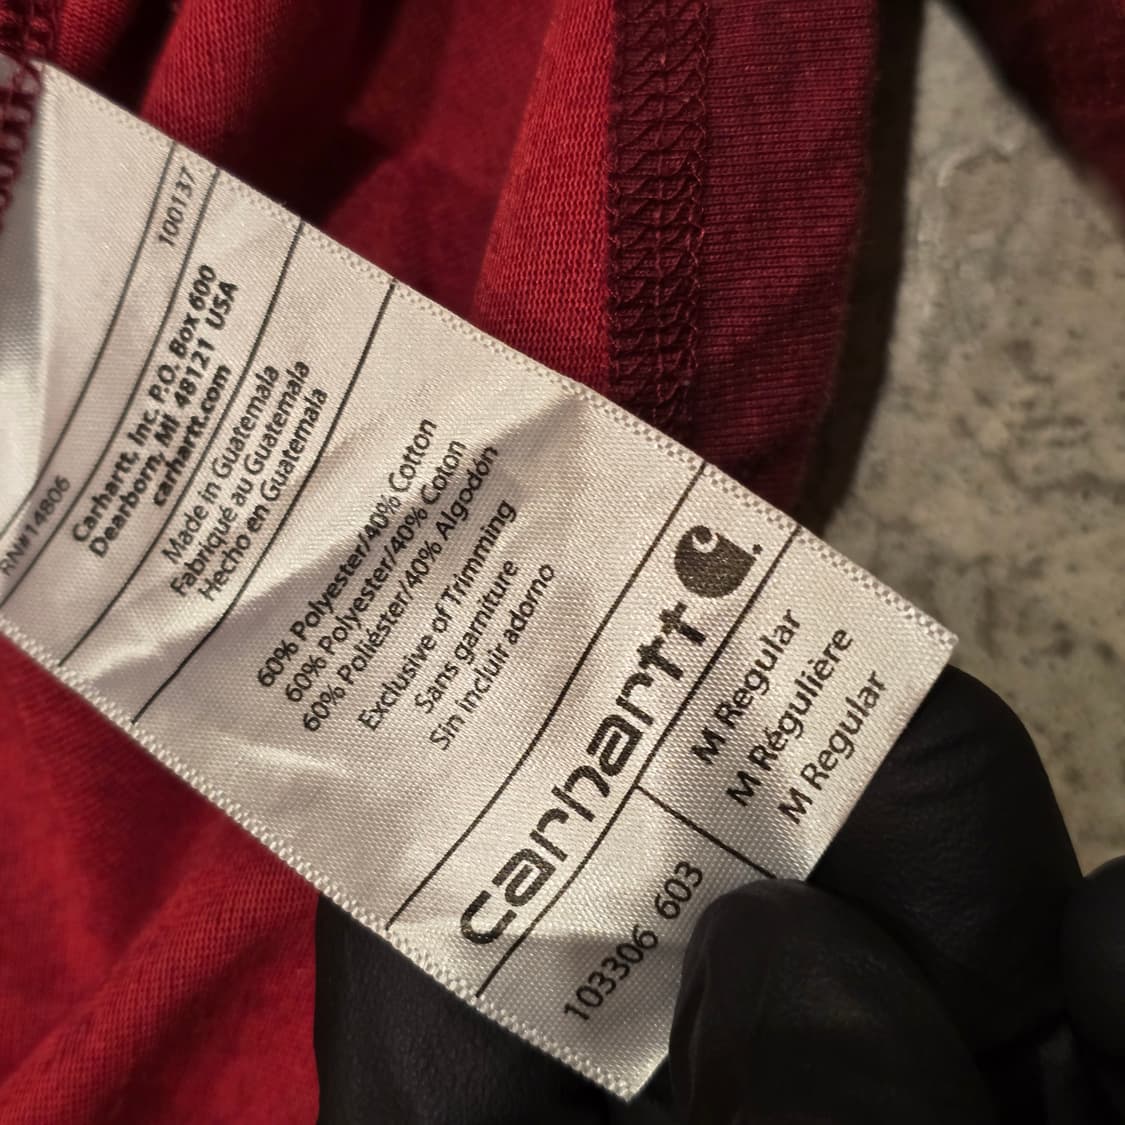 carhartt
M Regular
M Régulière
M Regular
103306 603
60% Polyester/40% Cotton
60% Polyester/40% Coton
60% Poliéster/40% Algodón
Exclusive of Trimming
Sans garniture
Sin incluir adorno
Made in Guatemala
Fabriqué au Guatemala
Hecho en Guatemala
Carhartt, Inc. P.O. Box 600
Dearborn, MI 48121 USA
carhartt.com
RN#14806 100137